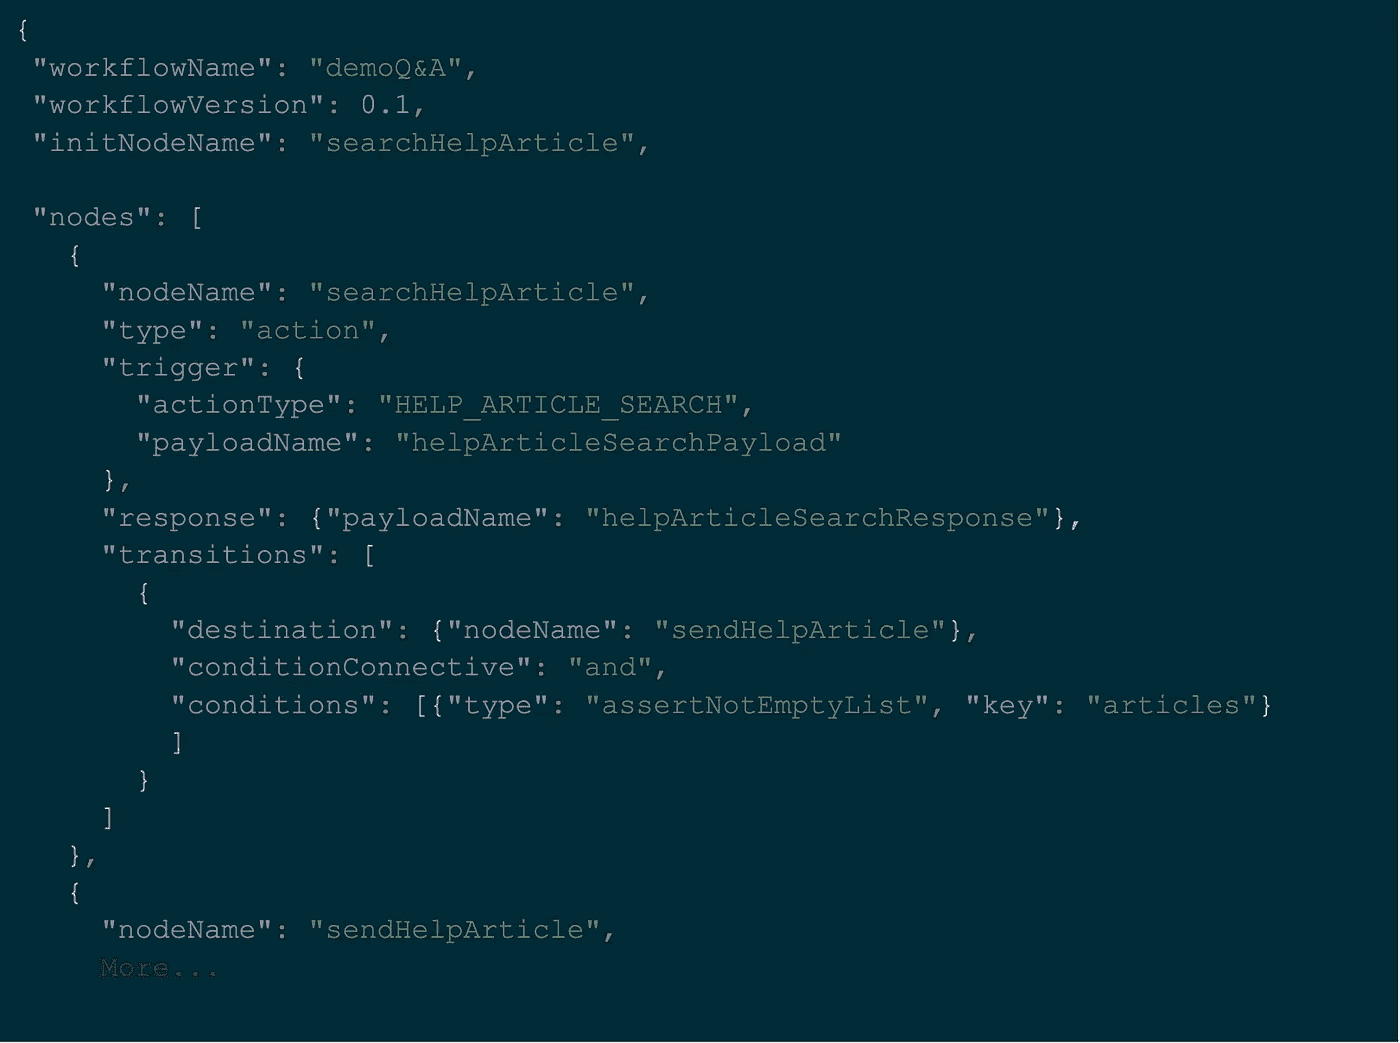 {
 "workflowName": "demoQ&A",
 "workflowVersion": 0.1,
 "initNodeName": "searchHelpArticle",

 "nodes": [
   {
     "nodeName": "searchHelpArticle",
     "type": "action",
     "trigger": {
       "actionType": "HELP_ARTICLE_SEARCH",
       "payloadName": "helpArticleSearchPayload"
     },
     "response": {"payloadName": "helpArticleSearchResponse"},
     "transitions": [
       {
         "destination": {"nodeName": "sendHelpArticle"},
         "conditionConnective": "and",
         "conditions": [{"type": "assertNotEmptyList", "key": "articles"}
         ]
       }
     ]
   },
   {
     "nodeName": "sendHelpArticle",
     More...